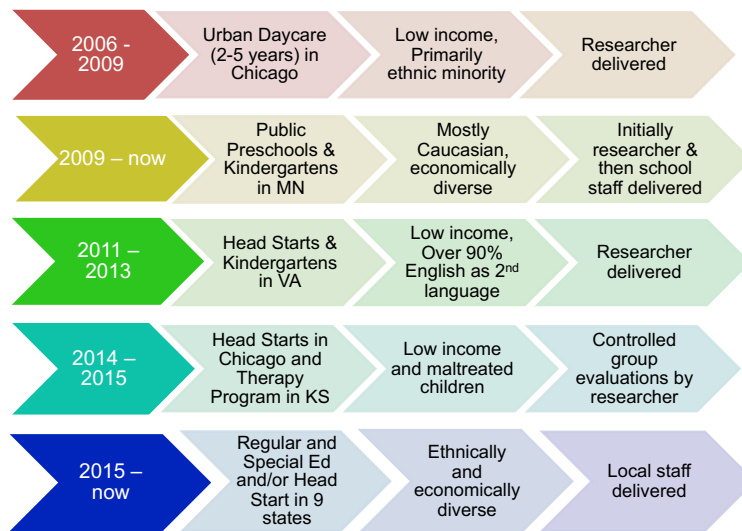 2006 -
2009
Urban Daycare
(2-5 years) in
Chicago
Low income,
Primarily
ethnic minority
Researcher
delivered
2009 – now
Public
Preschools &
Kindergartens
in MN
Mostly
Caucasian,
economically
diverse
Initially
researcher &
then school
staff delivered
2011 –
2013
Head Starts &
Kindergartens
in VA
Low income,
Over 90%
English as 2nd
language
Researcher
delivered
2014 –
2015
Head Starts in
Chicago and
Therapy
Program in KS
Low income
and maltreated
children
Controlled
group
evaluations by
researcher
2015 –
now
Regular and
Special Ed
and/or Head
Start in 9
states
Ethnically
and
economically
diverse
Local staff
delivered